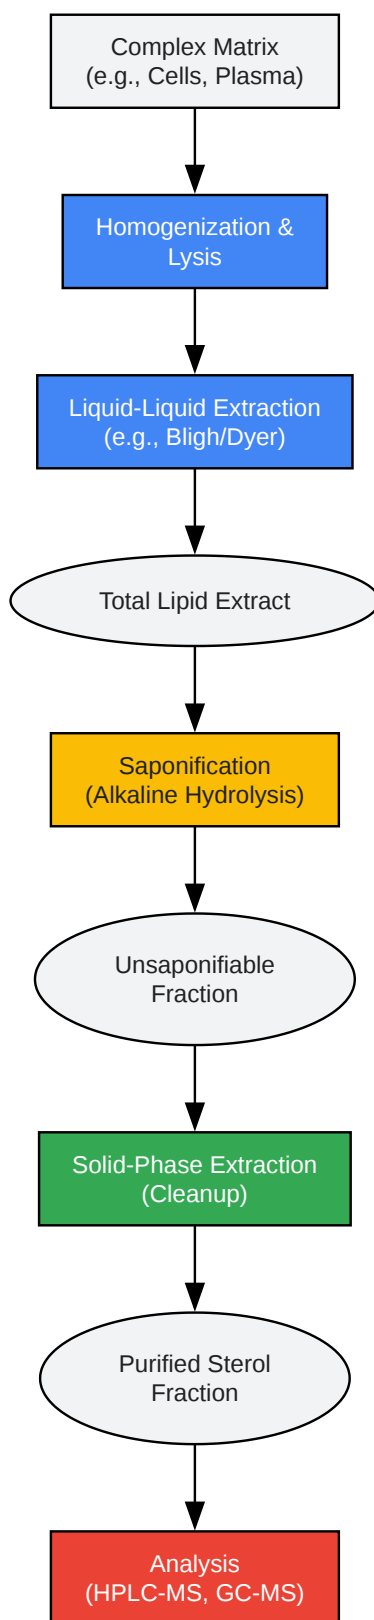 Complex Matrix
(e.g., Cells, Plasma)
Homogenization &
Lysis
Liquid-Liquid Extraction
(e.g., Bligh/Dyer)
Total Lipid Extract
Saponification
(Alkaline Hydrolysis)
Unsaponifiable
Fraction
Solid-Phase Extraction
(Cleanup)
Purified Sterol
Fraction
Analysis
(HPLC-MS, GC-MS)